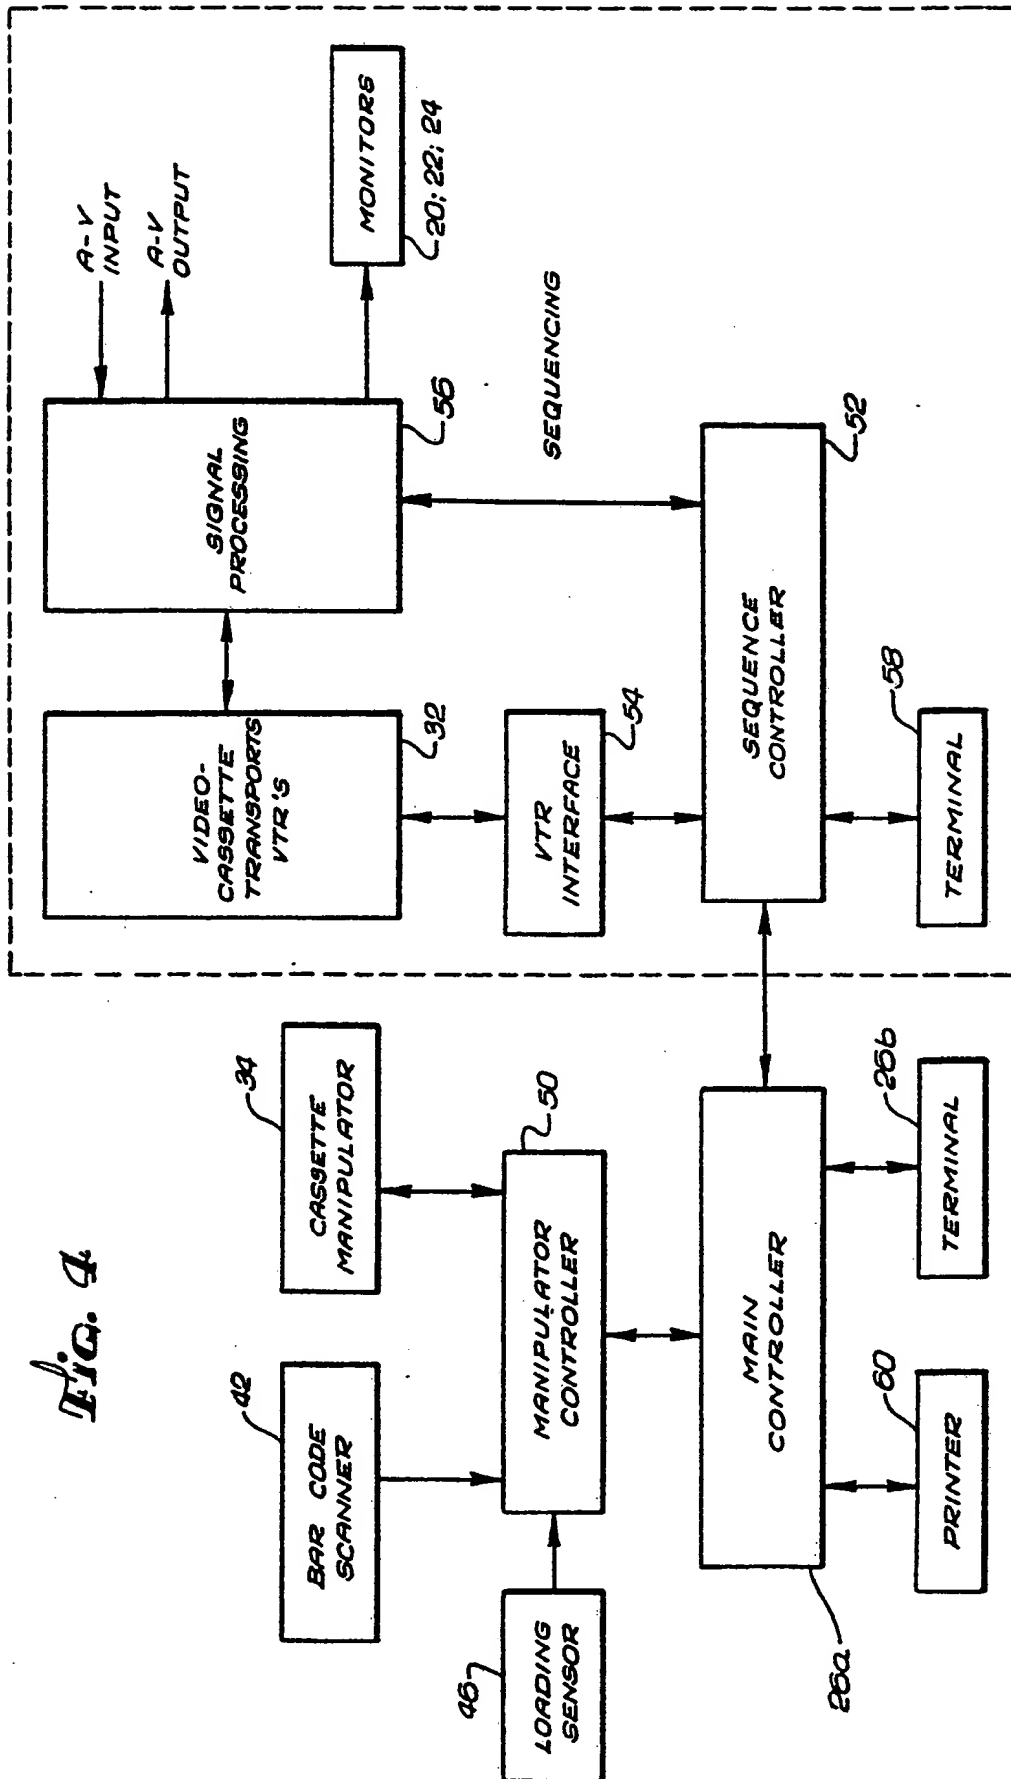 Fig. 4
46
LOADING
SENSOR
42
BAR CODE
SCANNER
34
CASSETTE
MANIPULATOR
50
MANIPULATOR
CONTROLLER
26a
MAIN
CONTROLLER
60
PRINTER
26b
TERMINAL
VIDEO-
CASSETTE
TRANSPORTS
VTR'S
32
SIGNAL
PROCESSING
56
A-V
INPUT
A-V
OUTPUT
MONITORS
20; 22; 24
VTR
INTERFACE
54
SEQUENCING
SEQUENCE
CONTROLLER
52
TERMINAL
58